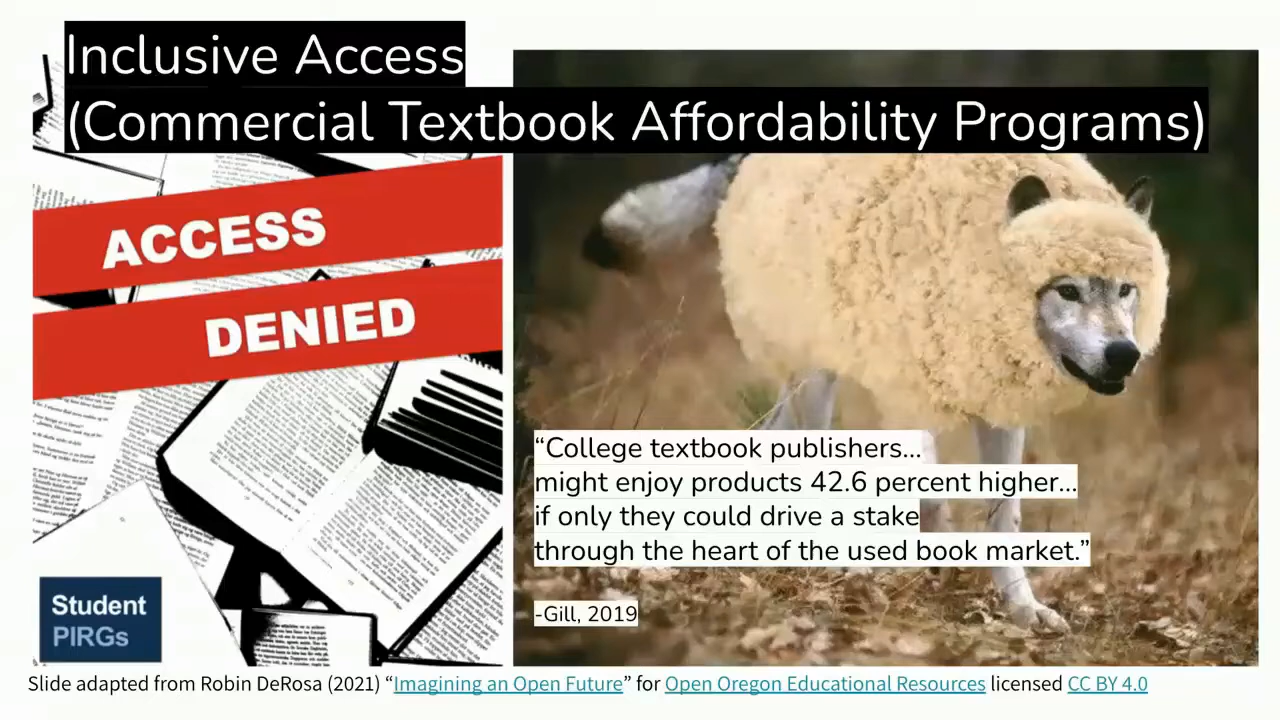 Inclusive Access
(Commercial Textbook Affordability Programs)
ACCESS
DENIED
“College textbook publishers...
might enjoy products 42.6 percent higher...
if only they could drive a stake
through the heart of the used book market.”
-Gill, 2019
Student
PIRGs
Slide adapted from Robin DeRosa (2021) “Imagining an Open Future” for Open Oregon Educational Resources licensed CC BY 4.0